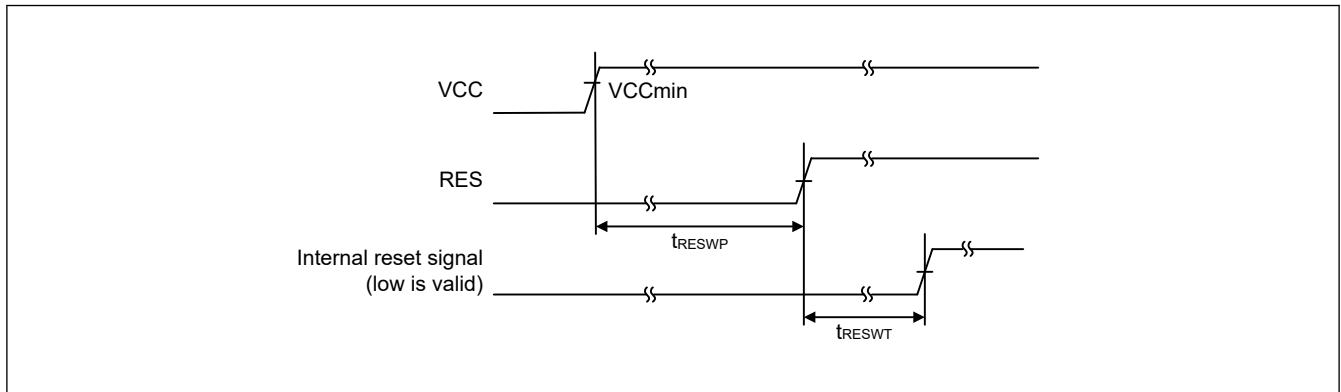 VCC
VCCmin
RES
tRESWP
Internal reset signal
(low is valid)
tRESWT